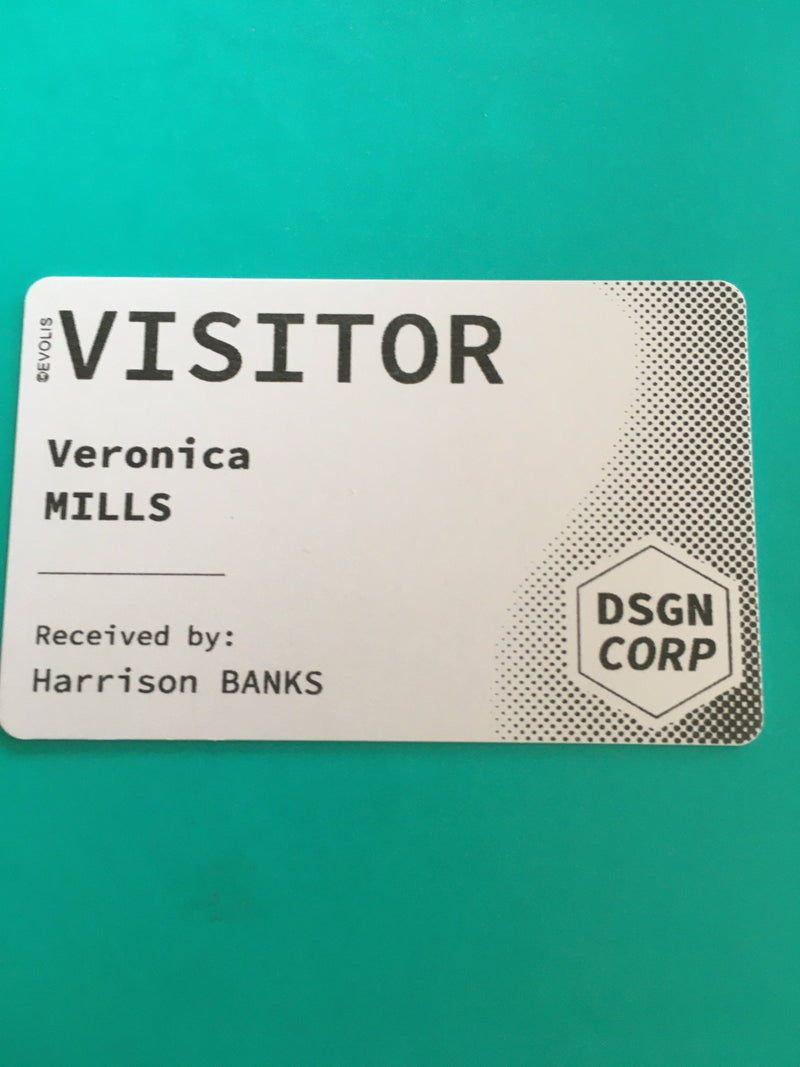 ©EVOLIS
VISITOR
Veronica
MILLS
Received by:
Harrison BANKS
DSGN
CORP